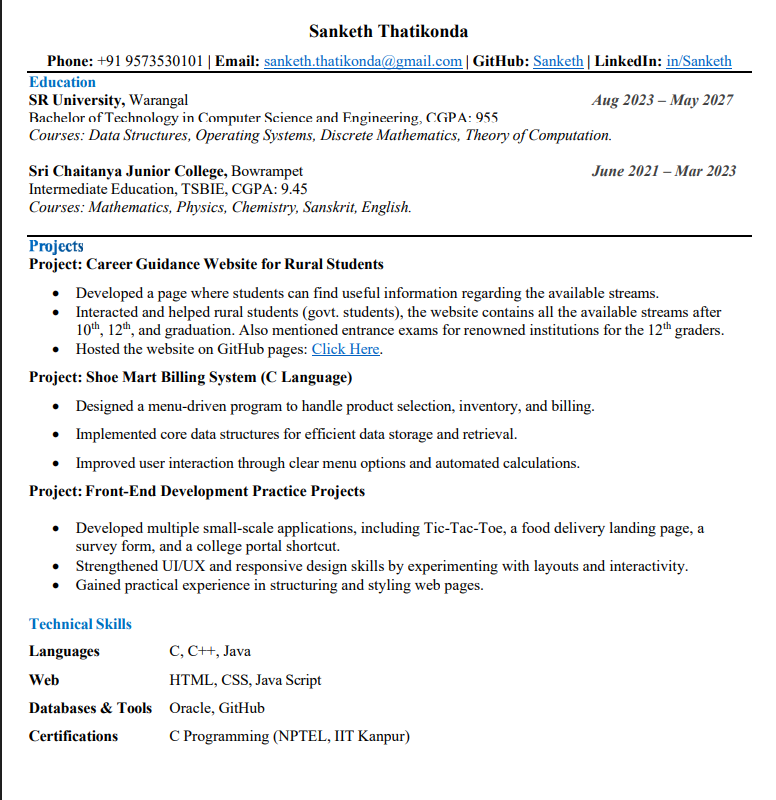 Sanketh Thatikonda
Phone: +91 9573530101 | Email: sanketh.thatikonda@gmail.com | GitHub: Sanketh | LinkedIn: in/Sanketh
Education
SR University, Warangal Aug 2023 – May 2027
Bachelor of Technology in Computer Science and Engineering, CGPA: 955
Courses: Data Structures, Operating Systems, Discrete Mathematics, Theory of Computation.
Sri Chaitanya Junior College, Bowrampet June 2021 – Mar 2023
Intermediate Education, TSBIE, CGPA: 9.45
Courses: Mathematics, Physics, Chemistry, Sanskrit, English.
Projects
Project: Career Guidance Website for Rural Students
• Developed a page where students can find useful information regarding the available streams.
• Interacted and helped rural students (govt. students), the website contains all the available streams after
10th, 12th, and graduation. Also mentioned entrance exams for renowned institutions for the 12th graders.
• Hosted the website on GitHub pages: Click Here.
Project: Shoe Mart Billing System (C Language)
• Designed a menu-driven program to handle product selection, inventory, and billing.
• Implemented core data structures for efficient data storage and retrieval.
• Improved user interaction through clear menu options and automated calculations.
Project: Front-End Development Practice Projects
• Developed multiple small-scale applications, including Tic-Tac-Toe, a food delivery landing page, a
survey form, and a college portal shortcut.
• Strengthened UI/UX and responsive design skills by experimenting with layouts and interactivity.
• Gained practical experience in structuring and styling web pages.
Technical Skills
Languages C, C++, Java
Web HTML, CSS, Java Script
Databases & Tools Oracle, GitHub
Certifications C Programming (NPTEL, IIT Kanpur)